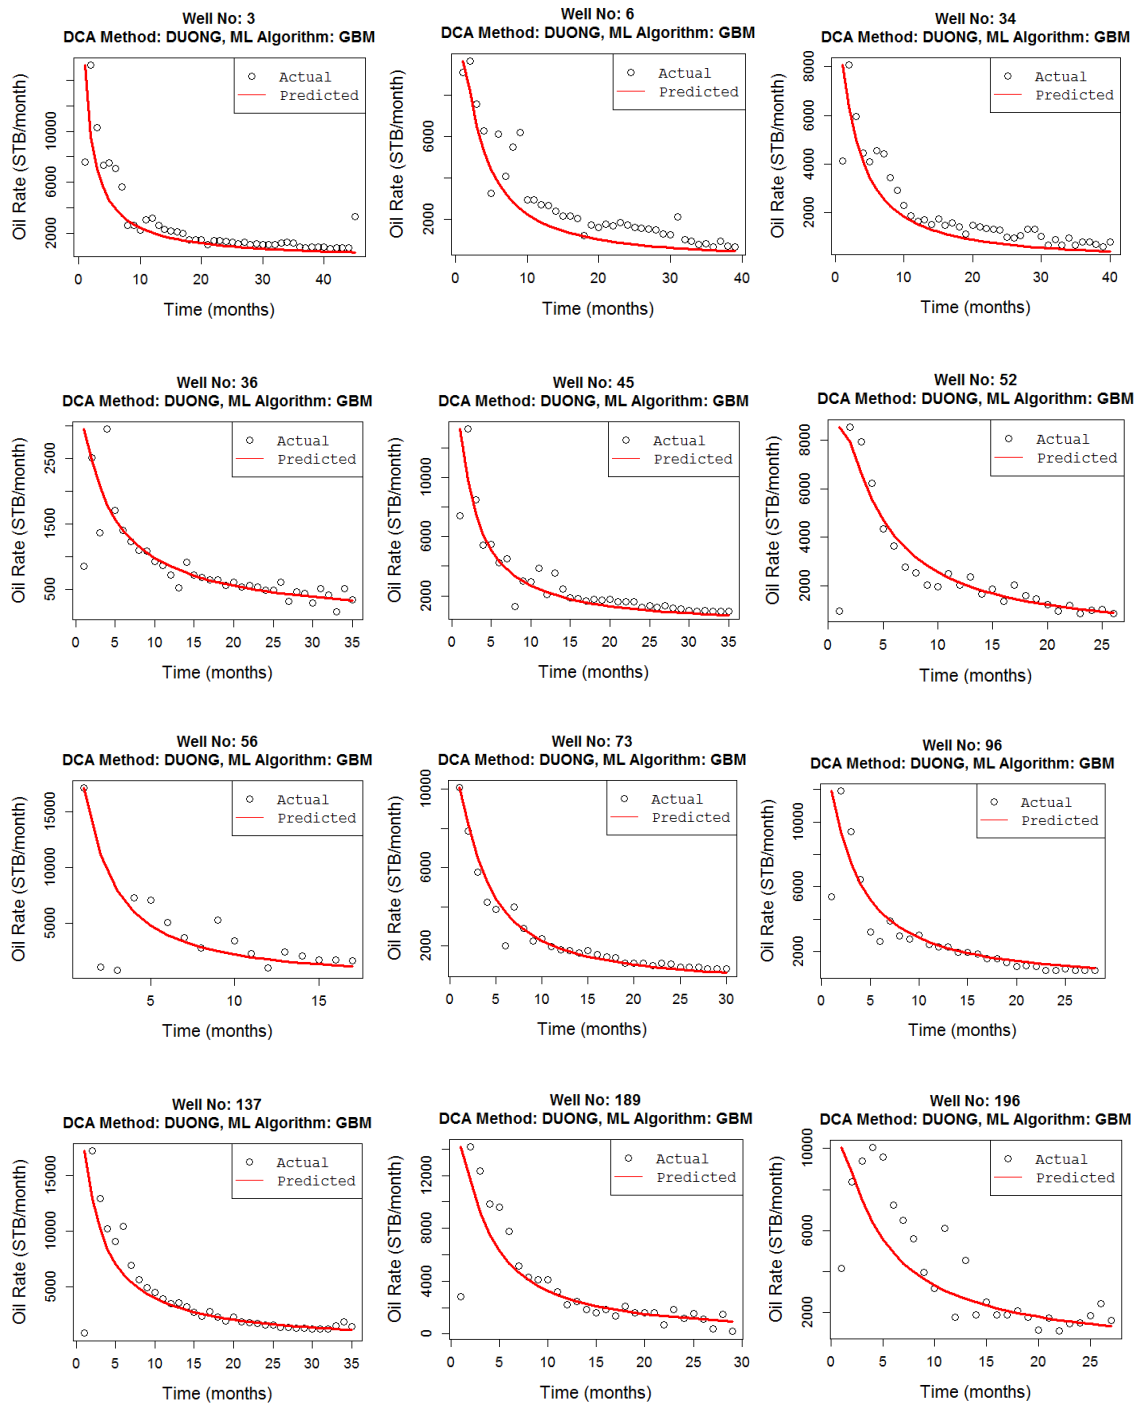 Well No: 3
DCA Method: DUONG, ML Algorithm: GBM
Actual
Predicted
Oil Rate (STB/month)
2000 6000 10000
0 10 20 30 40
Time (months)
Well No: 6
DCA Method: DUONG, ML Algorithm: GBM
Actual
Predicted
Oil Rate (STB/month)
2000 6000
0 10 20 30 40
Time (months)
Well No: 34
DCA Method: DUONG, ML Algorithm: GBM
Actual
Predicted
Oil Rate (STB/month)
2000 4000 6000 8000
0 10 20 30 40
Time (months)
Well No: 36
DCA Method: DUONG, ML Algorithm: GBM
Actual
Predicted
Oil Rate (STB/month)
500 1500 2500
0 5 10 15 20 25 30 35
Time (months)
Well No: 45
DCA Method: DUONG, ML Algorithm: GBM
Actual
Predicted
Oil Rate (STB/month)
2000 6000 10000
0 5 10 15 20 25 30 35
Time (months)
Well No: 52
DCA Method: DUONG, ML Algorithm: GBM
Actual
Predicted
Oil Rate (STB/month)
2000 4000 6000 8000
0 5 10 15 20 25
Time (months)
Well No: 56
DCA Method: DUONG, ML Algorithm: GBM
Actual
Predicted
Oil Rate (STB/month)
5000 10000 15000
5 10 15
Time (months)
Well No: 73
DCA Method: DUONG, ML Algorithm: GBM
Actual
Predicted
Oil Rate (STB/month)
2000 6000 10000
0 5 10 15 20 25 30
Time (months)
Well No: 96
DCA Method: DUONG, ML Algorithm: GBM
Actual
Predicted
Oil Rate (STB/month)
2000 6000 10000
0 5 10 15 20 25
Time (months)
Well No: 137
DCA Method: DUONG, ML Algorithm: GBM
Actual
Predicted
Oil Rate (STB/month)
5000 10000 15000
0 5 10 15 20 25 30 35
Time (months)
Well No: 189
DCA Method: DUONG, ML Algorithm: GBM
Actual
Predicted
Oil Rate (STB/month)
0 4000 8000 12000
0 5 10 15 20 25 30
Time (months)
Well No: 196
DCA Method: DUONG, ML Algorithm: GBM
Actual
Predicted
Oil Rate (STB/month)
2000 6000 10000
0 5 10 15 20 25
Time (months)